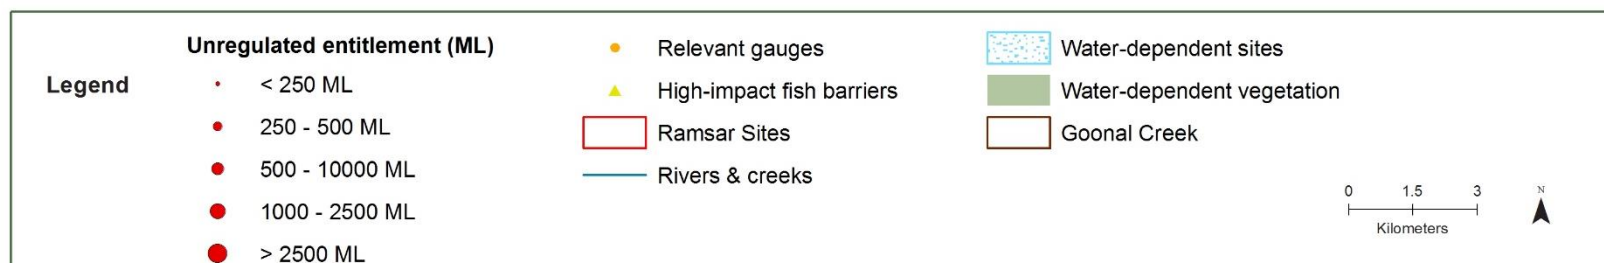 Legend
Unregulated entitlement (ML)
< 250 ML
250 - 500 ML
500 - 10000 ML
1000 - 2500 ML
> 2500 ML
Relevant gauges
High-impact fish barriers
Ramsar Sites
Rivers & creeks
Water-dependent sites
Water-dependent vegetation
Goonal Creek
0 1.5 3
Kilometers
N